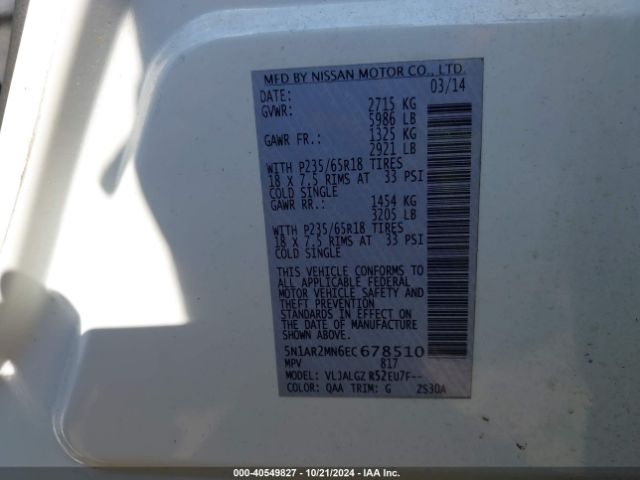 MFD BY NISSAN MOTOR CO., LTD.
DATE: 03/14
GVWR: 2715 KG
5986 LB
GAWR FR.: 1325 KG
2921 LB
WITH P235/65R18 TIRES
18 X 7.5 RIMS AT 33 PSI
COLD SINGLE
GAWR RR.: 1454 KG
3205 LB
WITH P235/65R18 TIRES
18 X 7.5 RIMS AT 33 PSI
COLD SINGLE
THIS VEHICLE CONFORMS TO
ALL APPLICABLE FEDERAL
MOTOR VEHICLE SAFETY AND
THEFT PREVENTION
STANDARDS IN EFFECT ON
THE DATE OF MANUFACTURE
SHOWN ABOVE.
5N1AR2MN6EC678510
MPV 817
MODEL: VLJALGZ R52EU7F--
COLOR: QAA TRIM: G ZS30A
000-40549827 - 10/21/2024 - IAA Inc.